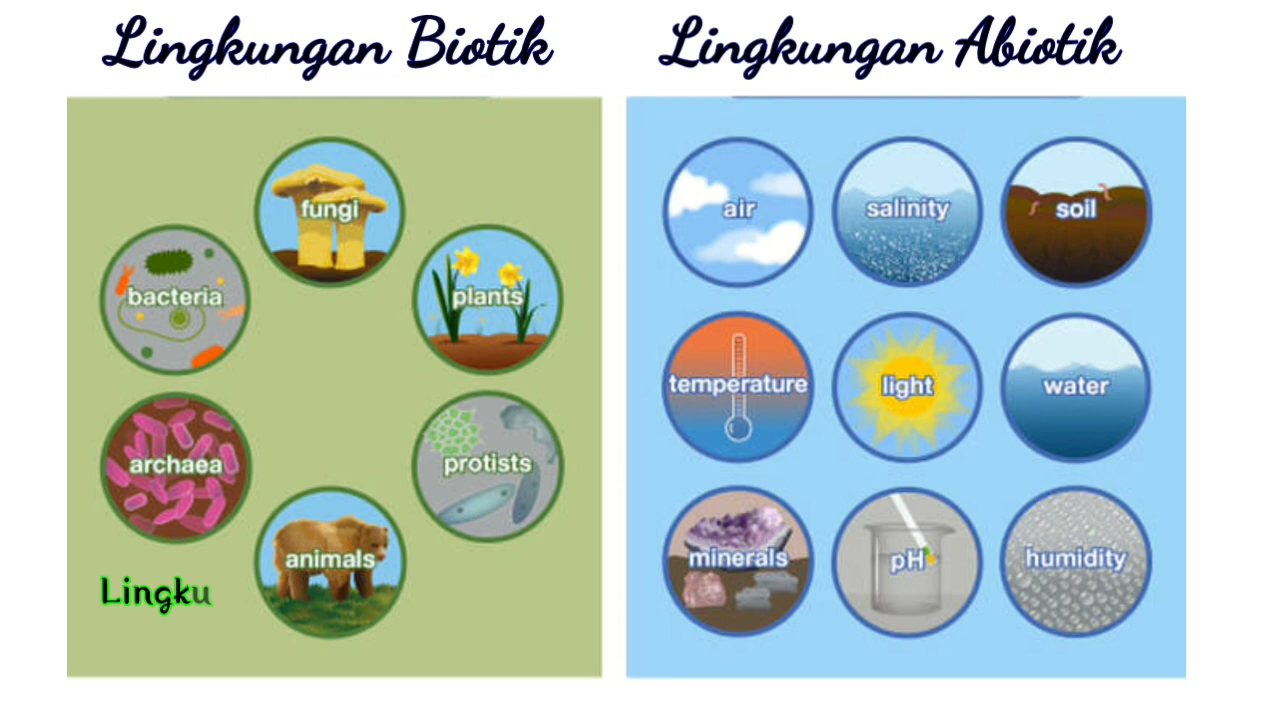 Lingkungan Biotik
Lingkungan Abiotik
fungi
bacteria
plants
archaea
protists
animals
Lingku
air
salinity
soil
temperature
light
water
minerals
pH
humidity